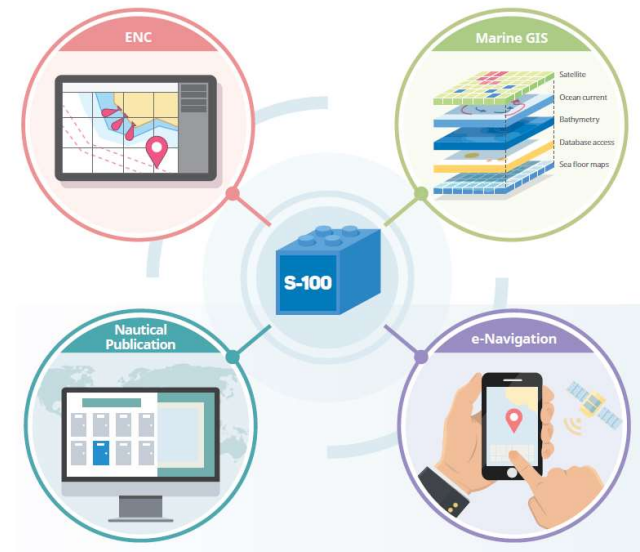 ENC
Marine GIS
Satellite
Ocean current
Bathymetry
Database access
Sea floor maps
S-100
Nautical
Publication
e-Navigation